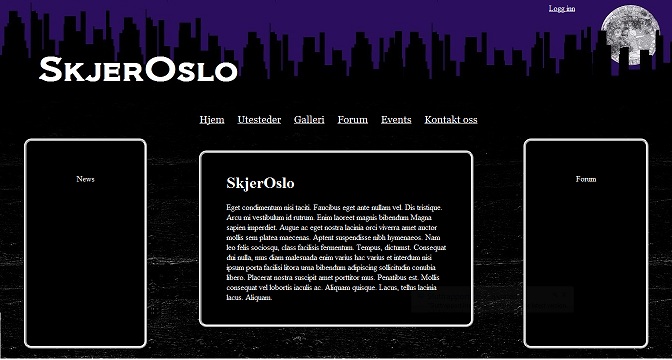 Logg inn
SkjerOslo
Hjem Utesteder Galleri Forum Events Kontakt oss
News
SkjerOslo
Eget condimentum nisi taciti. Faucibus eget ante nullam vel. Dis tristique.
Arcu mi vestibulum id rutrum. Enim laoreet magnis bibendum Magna
sapien imperdiet. Augue ac eget nostra lacinia orci viverra amet auctor
mollis sem platea maecenas. Aptent suspendisse nibh hymenaeos. Nam
leo felis sociosqu, class facilisis fermentum. Tempus, dictumst. Consequat
dui nulla, mus diam malesuada enim varius hac varius et interdum nisi
ipsum porta facilisi litora urna bibendum adipiscing sollicitudin conubia
libero. Placerat nostra suscipit amet porttitor mus. Penatibus est. Mollis
consequat vel lobortis iaculis ac. Aliquam quisque. Lacus, tellus lacinia
lacus. Aliquam.
Forum